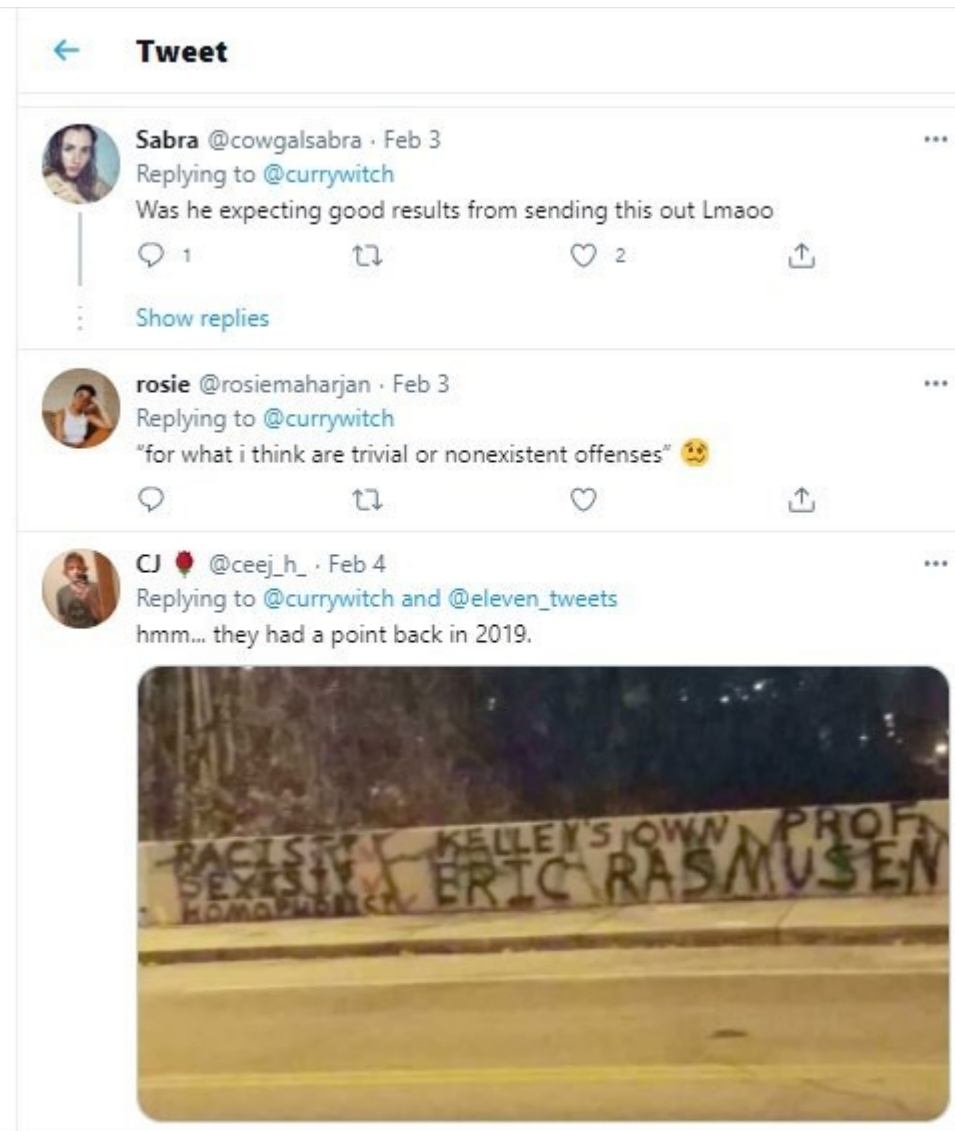 Tweet
Sabra @cowgalsabra · Feb 3
Replying to @currywitch
Was he expecting good results from sending this out Lmaoo
1 2
Show replies
rosie @rosiemaharjan · Feb 3
Replying to @currywitch
"for what i think are trivial or nonexistent offenses" 🥴
CJ 🌹 @ceej_h_ · Feb 4
Replying to @currywitch and @eleven_tweets
hmm... they had a point back in 2019.
RACIST
SEXIST
HOMOPHOBIC
KELLEY'S OWN PROF.
ERIC RASMUSEN